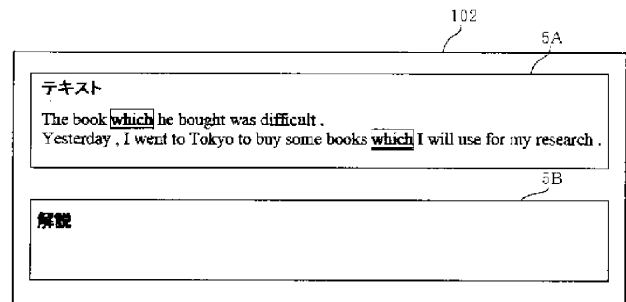 102
5A
テキスト
The book which he bought was difficult .
Yesterday , I went to Tokyo to buy some books which I will use for my research .
5B
解説